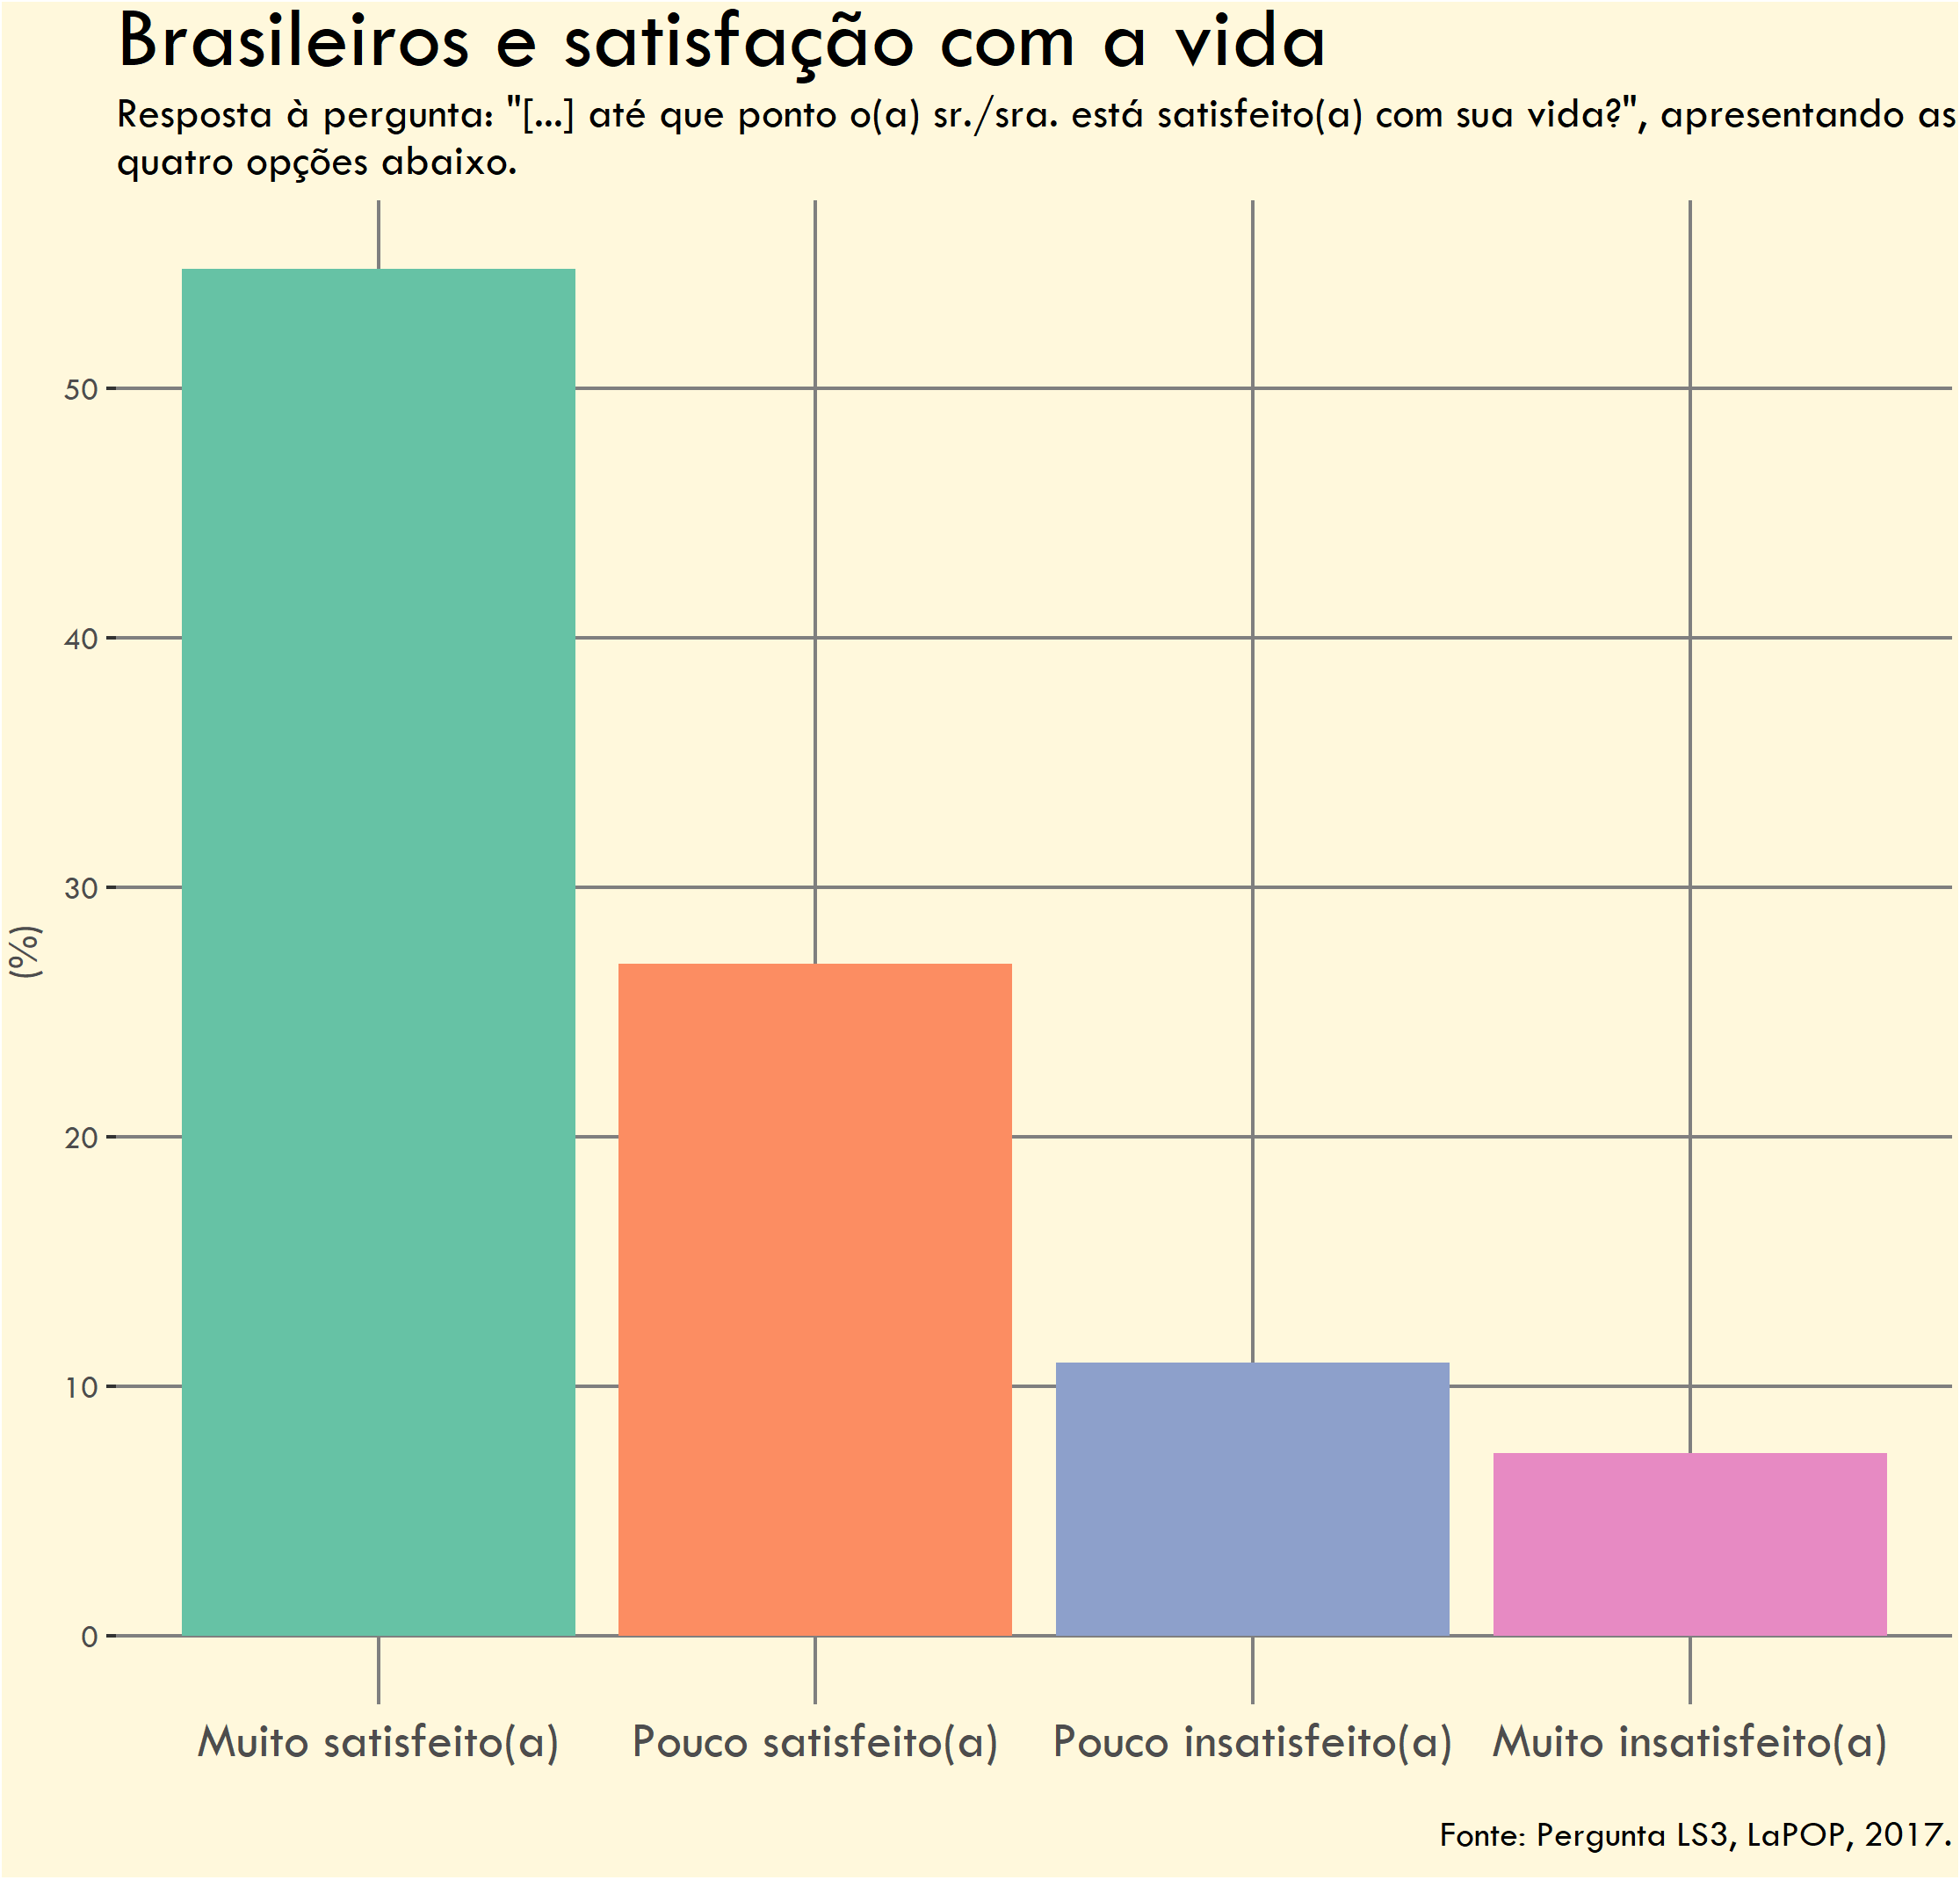 Brasileiros e satisfação com a vida
Resposta à pergunta: "[...] até que ponto o(a) sr./sra. está satisfeito(a) com sua vida?", apresentando as
quatro opções abaixo.
(%)
50
40
30
20
10
0
Muito satisfeito(a) Pouco satisfeito(a) Pouco insatisfeito(a) Muito insatisfeito(a)
Fonte: Pergunta LS3, LaPOP, 2017.